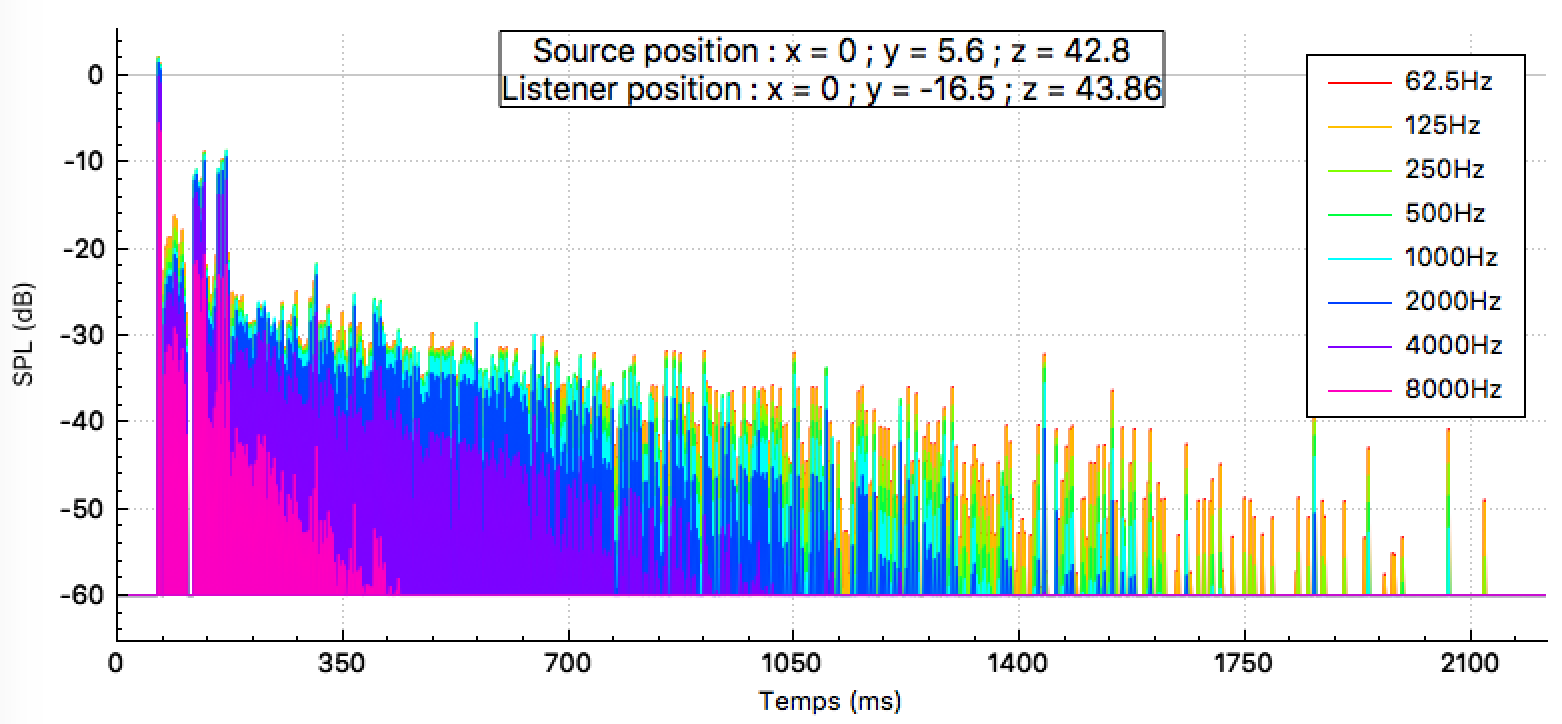 Source position : x = 0 ; y = 5.6 ; z = 42.8
Listener position : x = 0 ; y = -16.5 ; z = 43.86
62.5Hz
125Hz
250Hz
500Hz
1000Hz
2000Hz
4000Hz
8000Hz
SPL (dB)
0
-10
-20
-30
-40
-50
-60
0 350 700 1050 1400 1750 2100
Temps (ms)